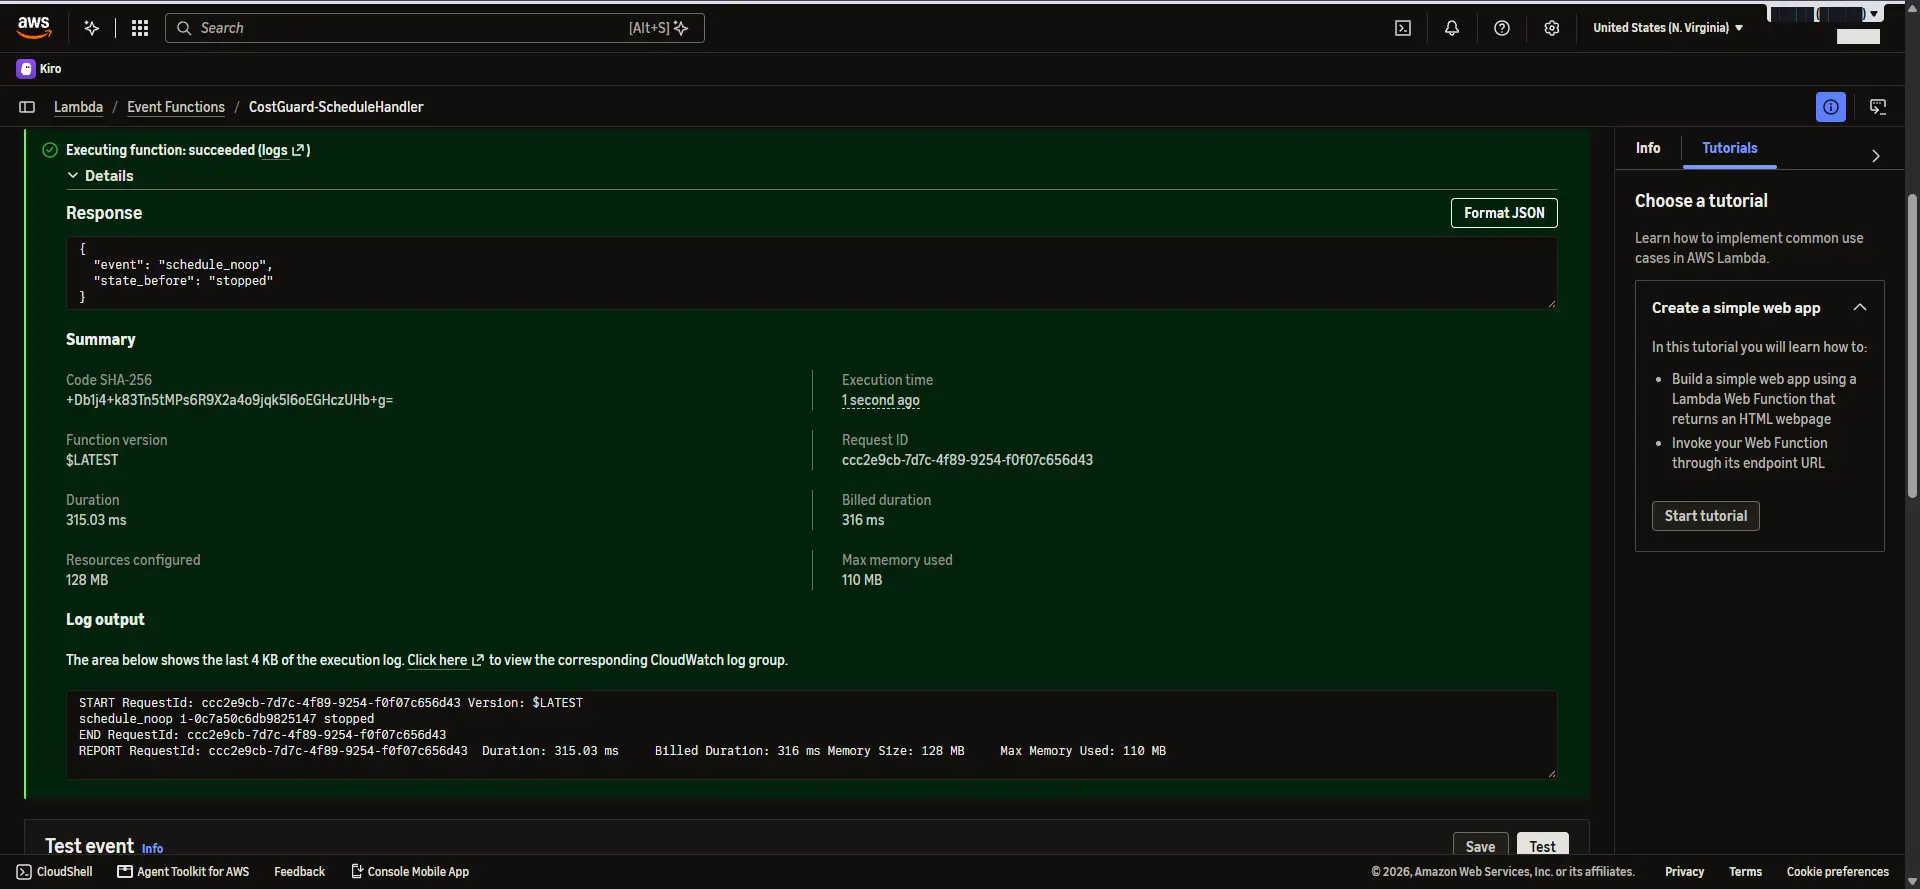 aws
Search [Alt+S]
United States (N. Virginia)
Kiro
Lambda / Event Functions / CostGuard-ScheduleHandler
Executing function: succeeded (logs)
Details
Response
Format JSON
{
"event": "schedule_noop",
"state_before": "stopped"
}
Summary
Code SHA-256
+Db1j4+k83Tn5tMPs6R9X2a4o9jqk5l6oEGHczUHb+g=
Execution time
1 second ago
Function version
$LATEST
Request ID
ccc2e9cb-7d7c-4f89-9254-f0f07c656d43
Duration
315.03 ms
Billed duration
316 ms
Resources configured
128 MB
Max memory used
110 MB
Log output
The area below shows the last 4 KB of the execution log. Click here to view the corresponding CloudWatch log group.
START RequestId: ccc2e9cb-7d7c-4f89-9254-f0f07c656d43 Version: $LATEST
schedule_noop i-0c7a50c6db9825147 stopped
END RequestId: ccc2e9cb-7d7c-4f89-9254-f0f07c656d43
REPORT RequestId: ccc2e9cb-7d7c-4f89-9254-f0f07c656d43 Duration: 315.03 ms Billed Duration: 316 ms Memory Size: 128 MB Max Memory Used: 110 MB
Test event Info
Save
Test
Info
Tutorials
Choose a tutorial
Learn how to implement common use
cases in AWS Lambda.
Create a simple web app
In this tutorial you will learn how to:
• Build a simple web app using a
Lambda Web Function that
returns an HTML webpage
• Invoke your Web Function
through its endpoint URL
Start tutorial
CloudShell
Agent Toolkit for AWS
Feedback
Console Mobile App
© 2026, Amazon Web Services, Inc. or its affiliates.
Privacy
Terms
Cookie preferences